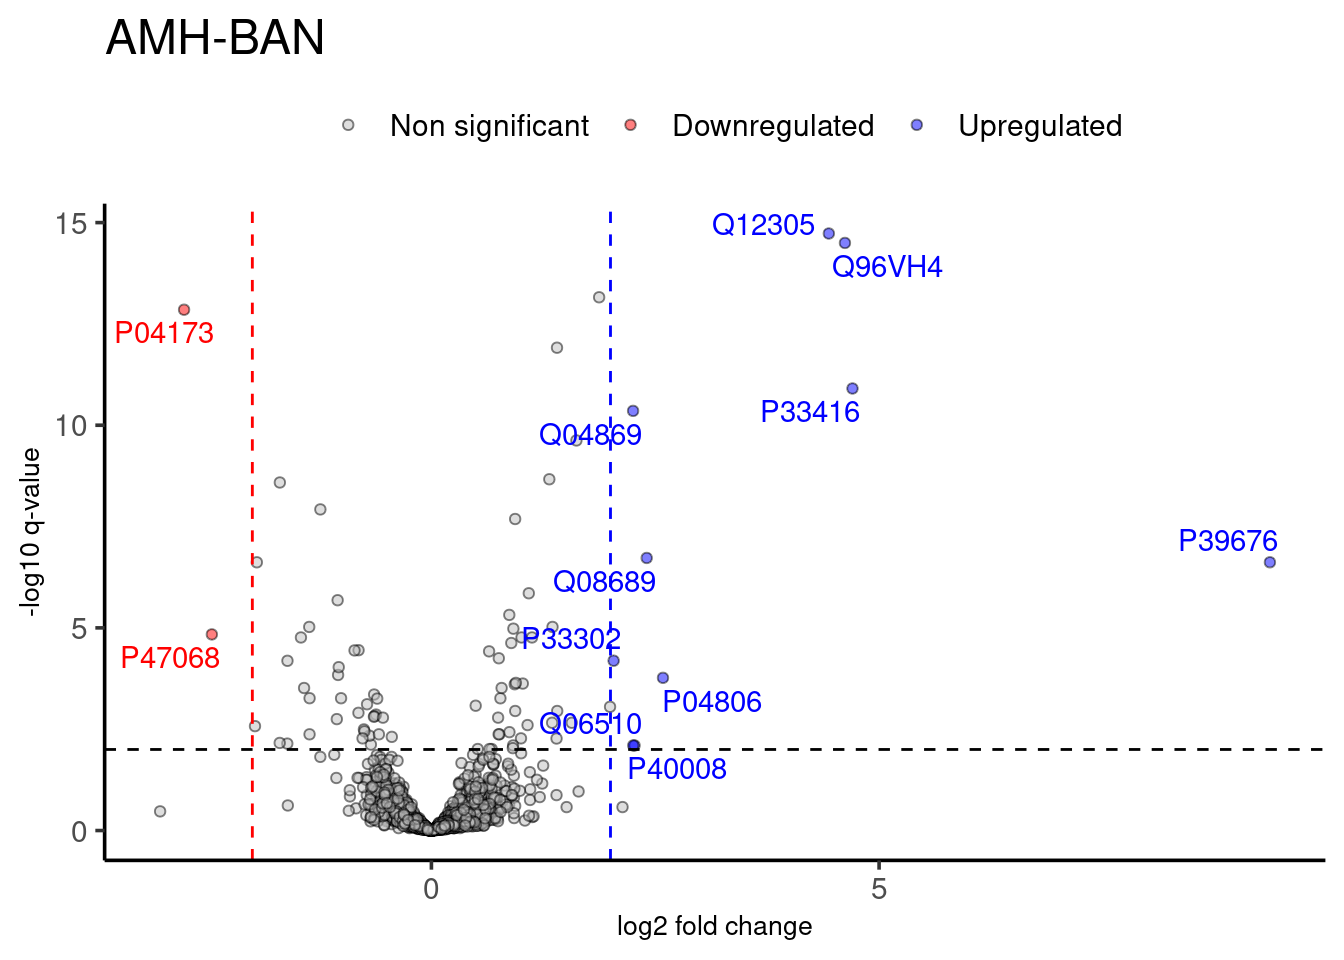 AMH-BAN
Non significant Downregulated Upregulated
15
Q12305
Q96VH4
P04173
P33416
10
Q04869
-log10 q-value
P39676
Q08689
5
P33302
P47068
P04806
Q06510
P40008
0
0 5
log2 fold change